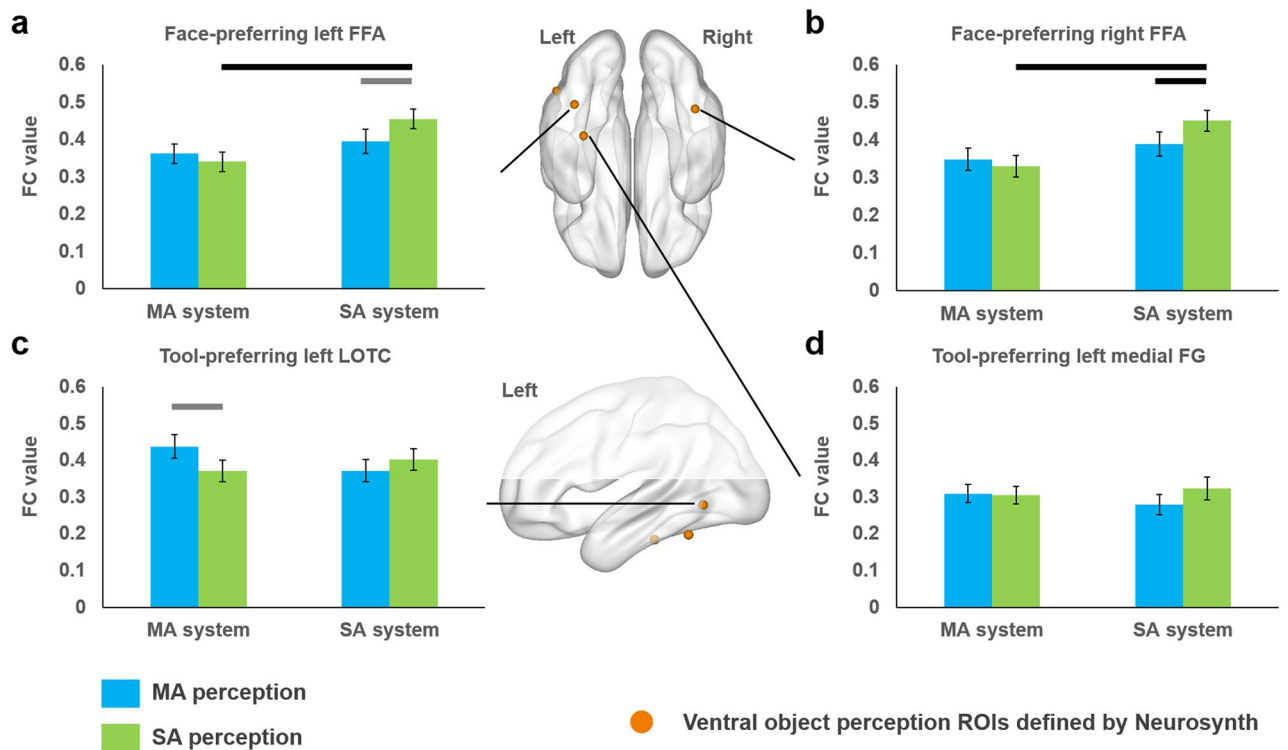 a
Face-preferring left FFA
FC value
0.6
0.5
0.4
0.3
0.2
0.1
0
MA system SA system
Left Right
b
Face-preferring right FFA
FC value
0.6
0.5
0.4
0.3
0.2
0.1
0
MA system SA system
c
Tool-preferring left LOTC
FC value
0.6
0.5
0.4
0.3
0.2
0.1
0
MA system SA system
Left
d
Tool-preferring left medial FG
FC value
0.6
0.5
0.4
0.3
0.2
0.1
0
MA system SA system
MA perception
SA perception
Ventral object perception ROIs defined by Neurosynth